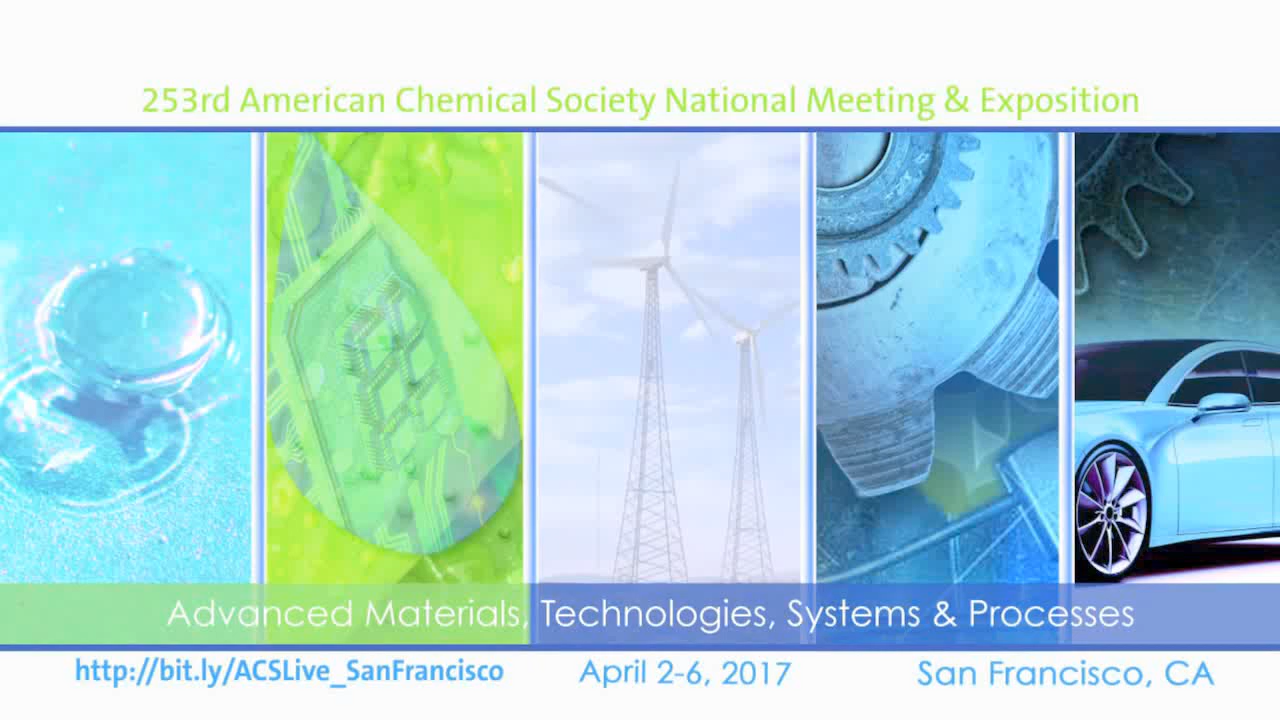 253rd American Chemical Society National Meeting & Exposition
Advanced Materials, Technologies, Systems & Processes
http://bit.ly/ACSLive_SanFrancisco April 2-6, 2017 San Francisco, CA